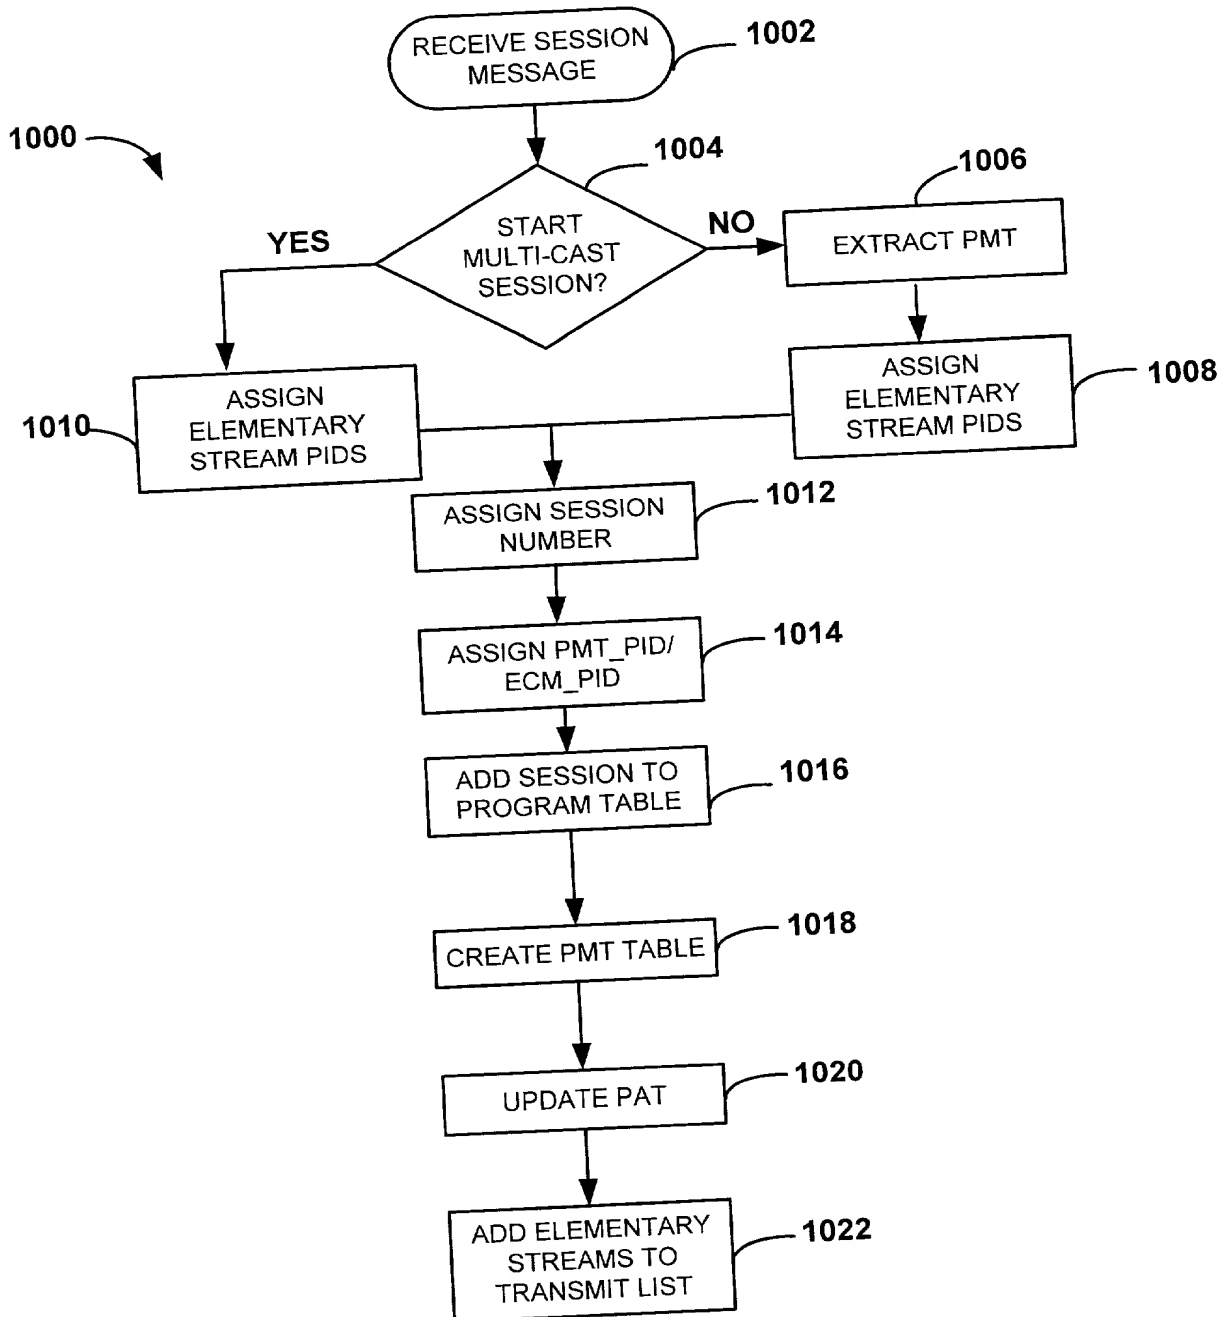 RECEIVE SESSION
MESSAGE
1002
1000
1004
START
MULTI-CAST
SESSION?
YES
NO
1006
EXTRACT PMT
ASSIGN
ELEMENTARY
STREAM PIDS
1008
1010
ASSIGN
ELEMENTARY
STREAM PIDS
ASSIGN SESSION
NUMBER
1012
ASSIGN PMT_PID/
ECM_PID
1014
ADD SESSION TO
PROGRAM TABLE
1016
CREATE PMT TABLE
1018
UPDATE PAT
1020
ADD ELEMENTARY
STREAMS TO
TRANSMIT LIST
1022